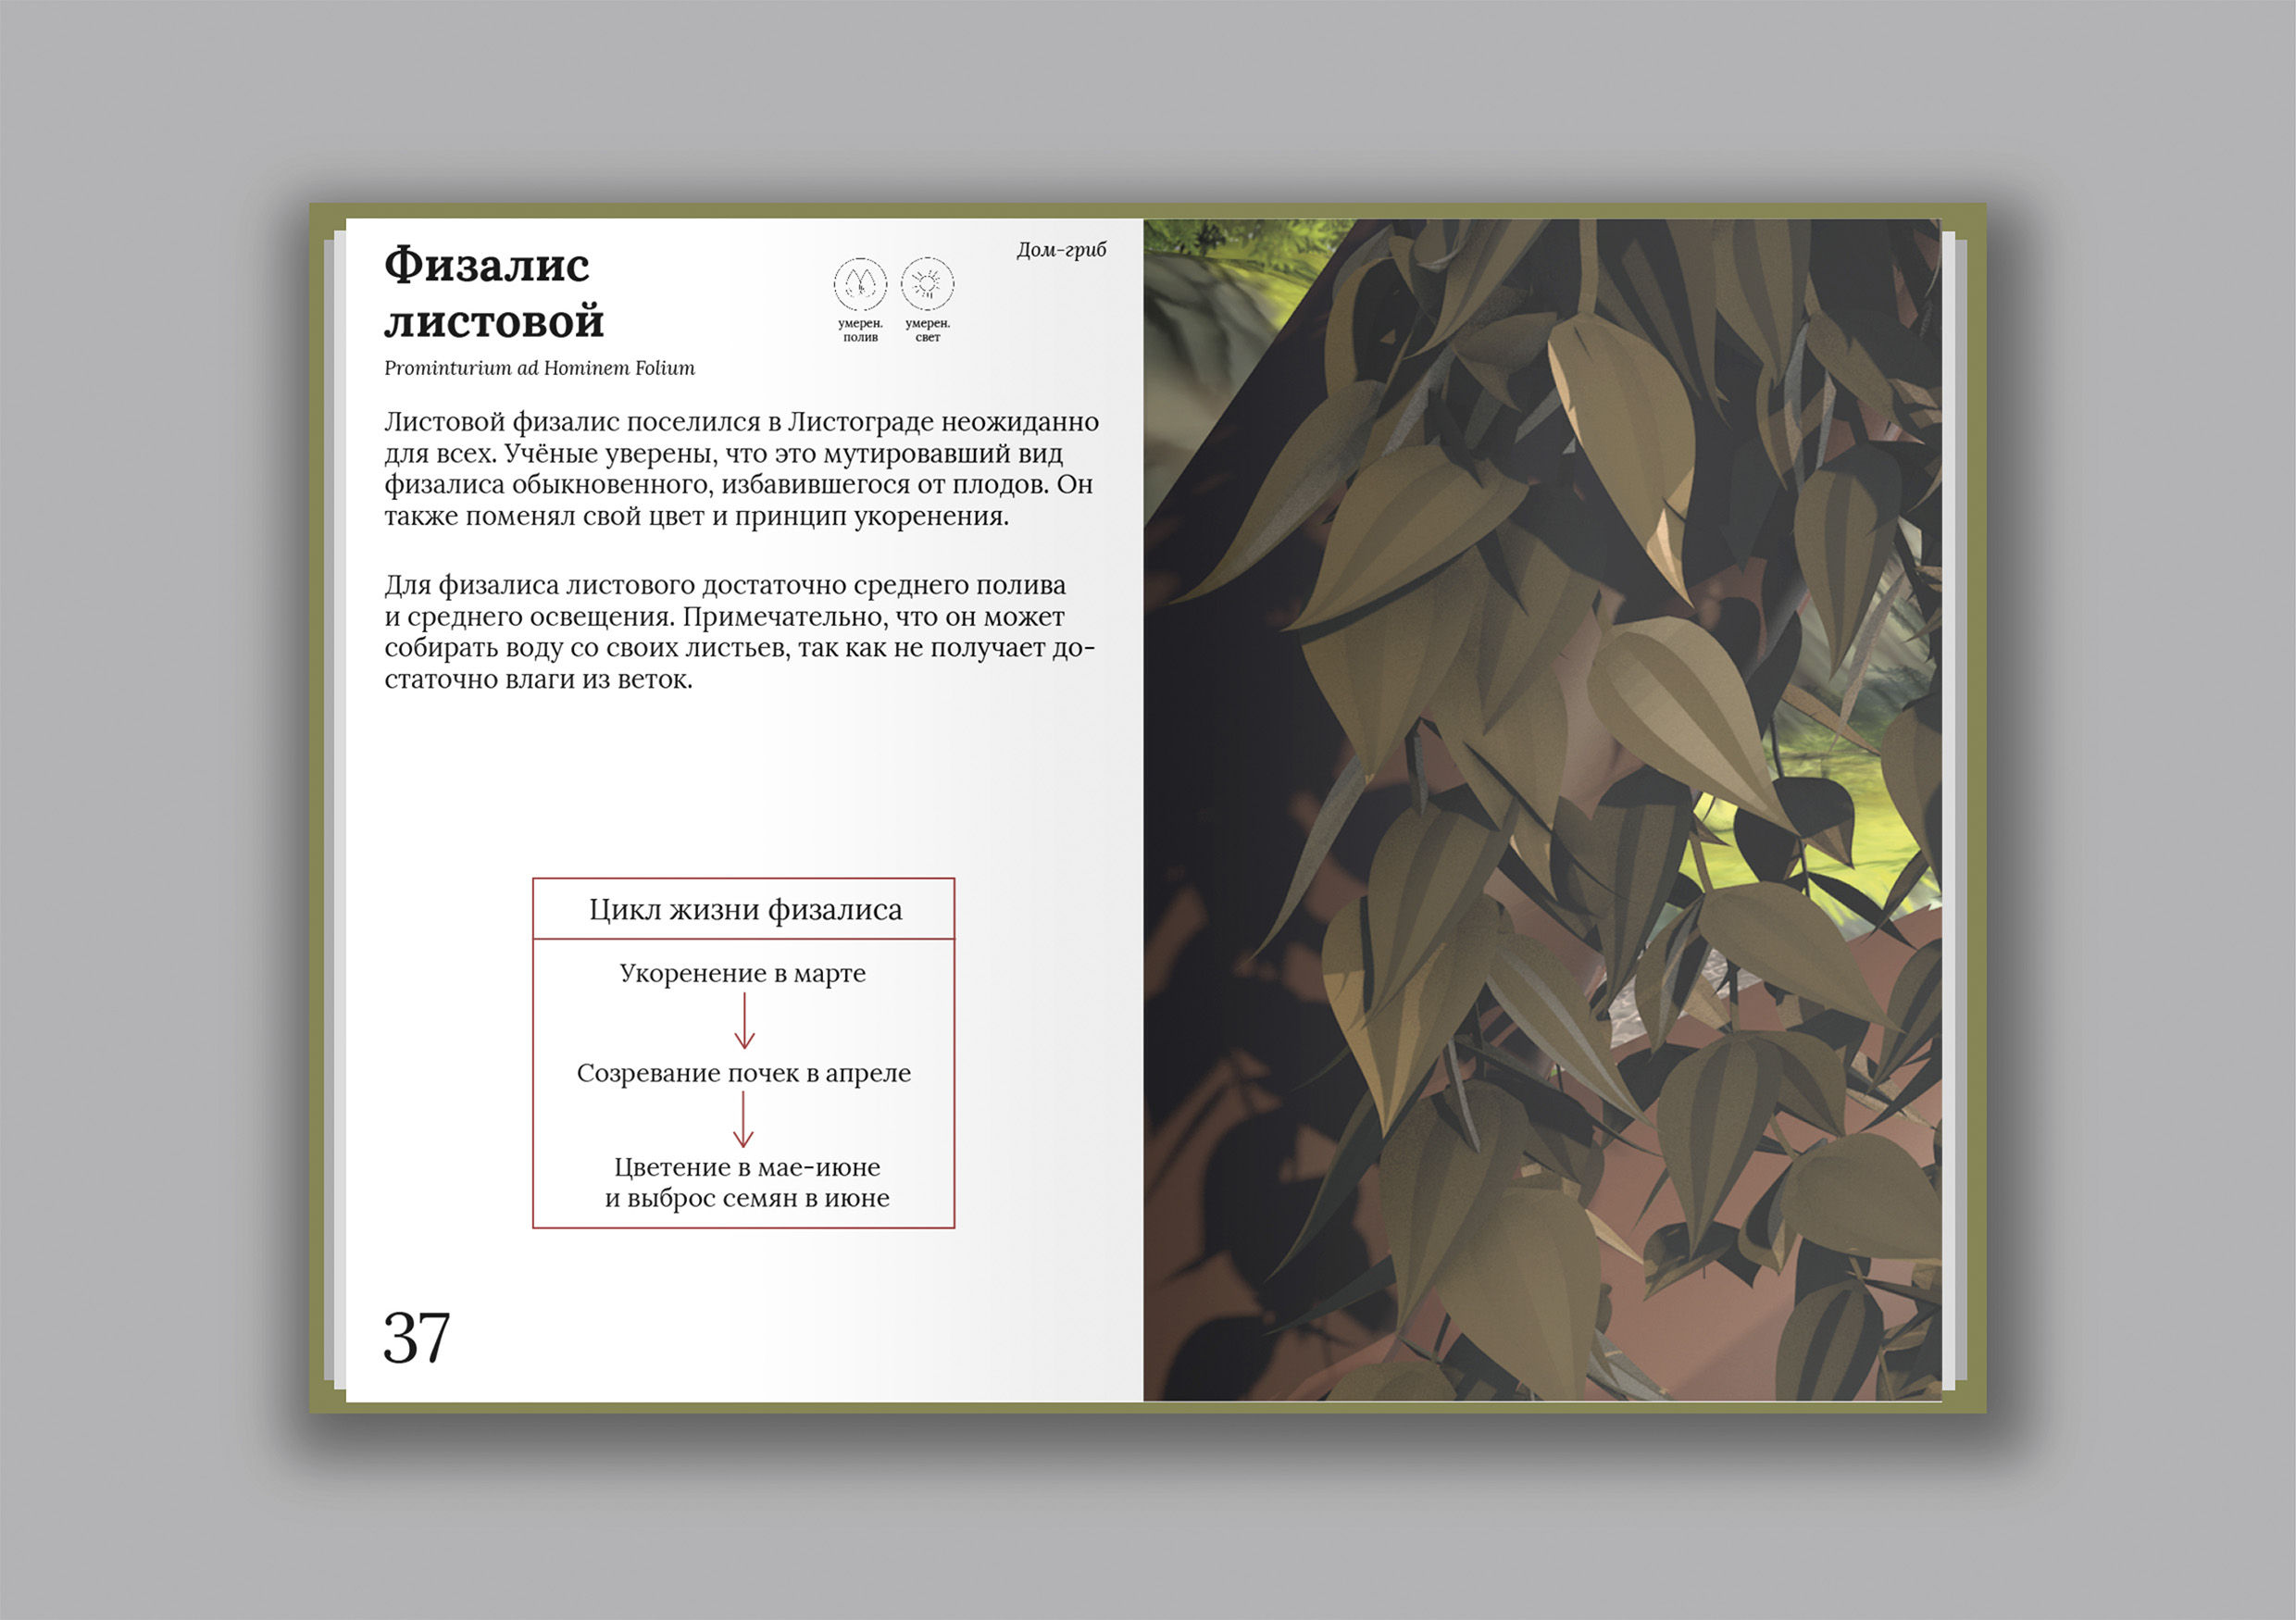 Физалис
листовой
Prominturium ad Hominem Folium
умерен.
полив
умерен.
свет
Дом-гриб
Листовой физалис поселился в Листограде неожиданно
для всех. Учёные уверены, что это мутировавший вид
физалиса обыкновенного, избавившегося от плодов. Он
также поменял свой цвет и принцип укоренения.
Для физалиса листового достаточно среднего полива
и среднего освещения. Примечательно, что он может
собирать воду со своих листьев, так как не получает до-
статочно влаги из веток.
Цикл жизни физалиса
Укоренение в марте
Созревание почек в апреле
Цветение в мае-июне
и выброс семян в июне
37